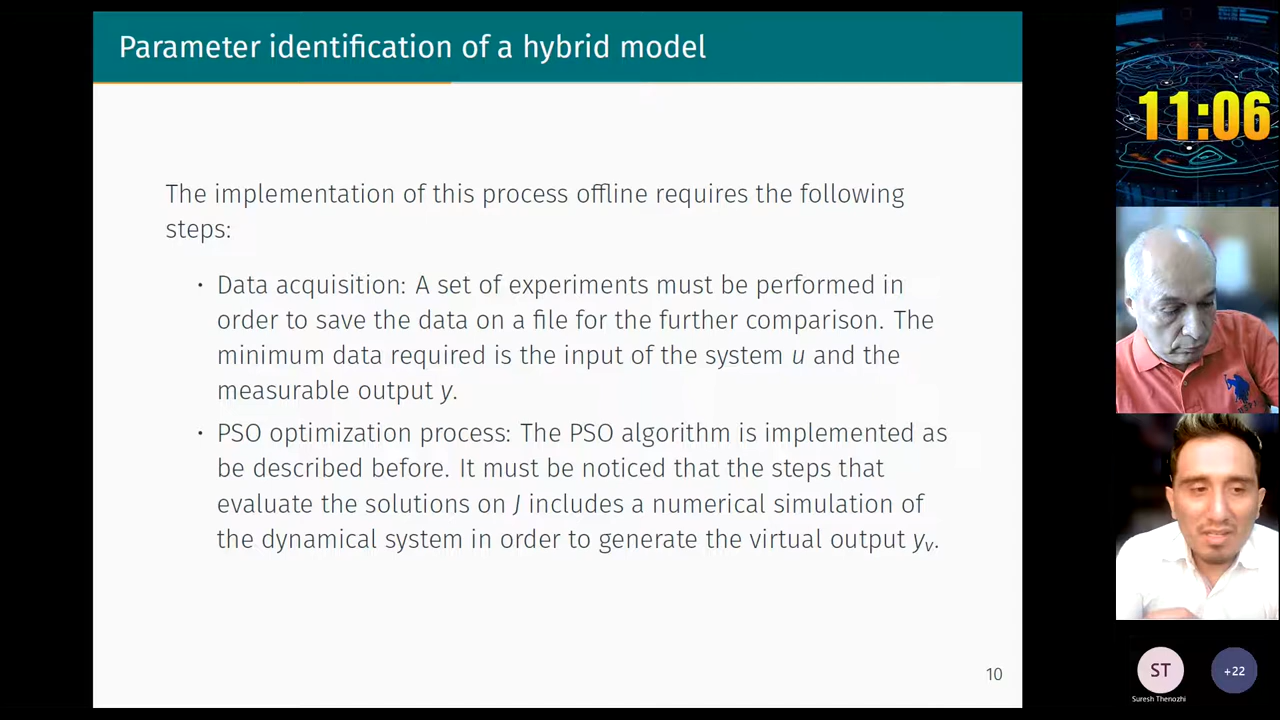 Parameter identification of a hybrid model
The implementation of this process offline requires the following
steps:
· Data acquisition: A set of experiments must be performed in
order to save the data on a file for the further comparison. The
minimum data required is the input of the system u and the
measurable output y.
· PSO optimization process: The PSO algorithm is implemented as
be described before. It must be noticed that the steps that
evaluate the solutions on J includes a numerical simulation of
the dynamical system in order to generate the virtual output yᵥ.
10
11:06
ST
+22
Suresh Thenozhi